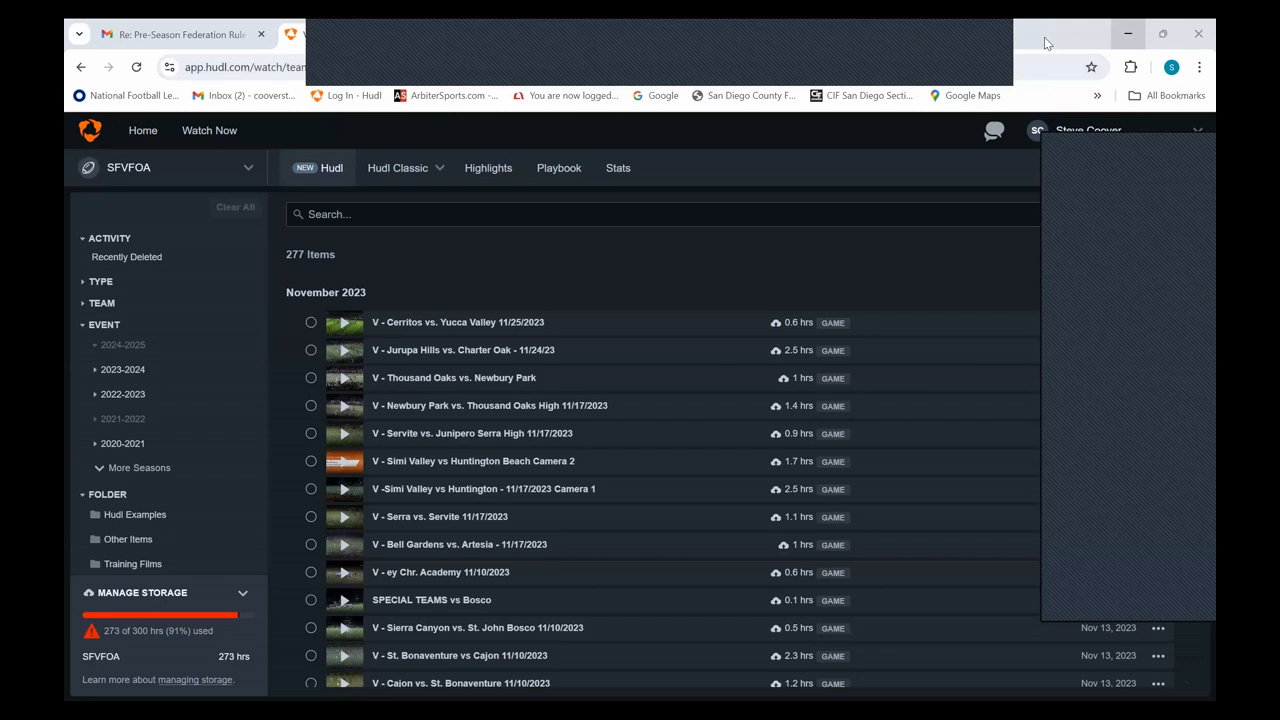 Re: Pre-Season Federation Rule
app.hudl.com/watch/team
National Football Le...
Inbox (2) - cooverst...
Log In - Hudl
ArbiterSports.com -...
You are now logged...
Google
San Diego County F...
CIF San Diego Secti...
Google Maps
»
All Bookmarks
S
Home
Watch Now
SC
Steve Coover
SFVFOA
NEW Hudl
Hudl Classic
Highlights
Playbook
Stats
Clear All
Search...
ACTIVITY
Recently Deleted
TYPE
TEAM
EVENT
2024-2025
2023-2024
2022-2023
2021-2022
2020-2021
More Seasons
FOLDER
Hudl Examples
Other Items
Training Films
MANAGE STORAGE
273 of 300 hrs (91%) used
SFVFOA 273 hrs
Learn more about managing storage.
277 Items
November 2023
V - Cerritos vs. Yucca Valley 11/25/2023 0.6 hrs GAME
V - Jurupa Hills vs. Charter Oak - 11/24/23 2.5 hrs GAME
V - Thousand Oaks vs. Newbury Park 1 hrs GAME
V - Newbury Park vs. Thousand Oaks High 11/17/2023 1.4 hrs GAME
V - Servite vs. Junipero Serra High 11/17/2023 0.9 hrs GAME
V - Simi Valley vs Huntington Beach Camera 2 1.7 hrs GAME
V -Simi Valley vs Huntington - 11/17/2023 Camera 1 2.5 hrs GAME
V - Serra vs. Servite 11/17/2023 1.1 hrs GAME
V - Bell Gardens vs. Artesia - 11/17/2023 1 hrs GAME
V - ey Chr. Academy 11/10/2023 0.6 hrs GAME
SPECIAL TEAMS vs Bosco 0.1 hrs GAME
V - Sierra Canyon vs. St. John Bosco 11/10/2023 0.5 hrs GAME Nov 13, 2023
V - St. Bonaventure vs Cajon 11/10/2023 2.3 hrs GAME Nov 13, 2023
V - Cajon vs. St. Bonaventure 11/10/2023 1.2 hrs GAME Nov 13, 2023